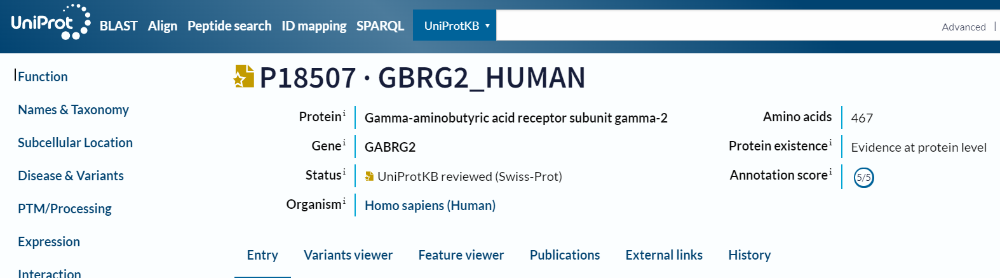 UniProt BLAST Align Peptide search ID mapping SPARQL UniProtKB Advanced |
Function
Names & Taxonomy
Subcellular Location
Disease & Variants
PTM/Processing
Expression
Interaction
P18507 · GBRG2_HUMAN
Protein i Gamma-aminobutyric acid receptor subunit gamma-2
Gene i GABRG2
Status i UniProtKB reviewed (Swiss-Prot)
Organism i Homo sapiens (Human)
Amino acids 467
Protein existence i Evidence at protein level
Annotation score i 5/5
Entry Variants viewer Feature viewer Publications External links History